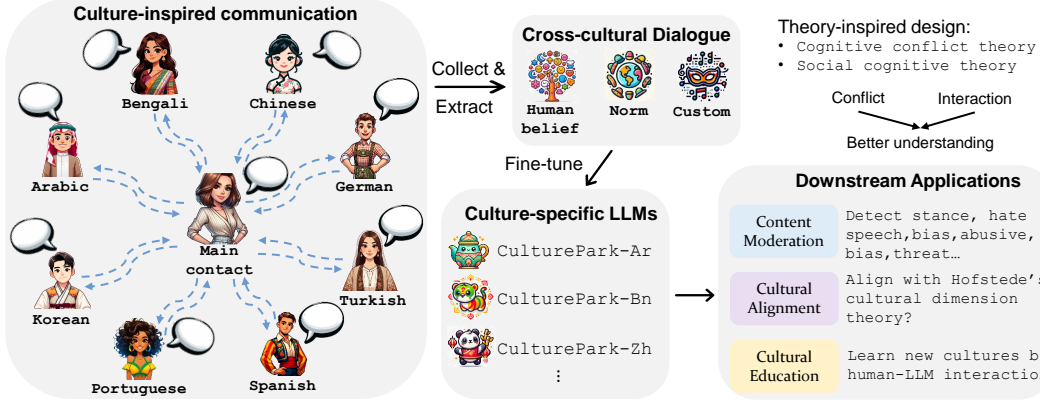 Culture-inspired communication
Bengali
Chinese
Arabic
German
Main
contact
Korean
Turkish
Portuguese
Spanish
Collect &
Extract
Cross-cultural Dialogue
Human
belief
Norm
Custom
Fine-tune
Culture-specific LLMs
CulturePark-Ar
CulturePark-Bn
CulturePark-Zh
⋮
Theory-inspired design:
• Cognitive conflict theory
• Social cognitive theory
Conflict
Interaction
Better understanding
Downstream Applications
Content
Moderation
Detect stance, hate
speech,bias,abusive,
bias,threat…
Cultural
Alignment
Align with Hofstede's
cultural dimension
theory?
Cultural
Education
Learn new cultures b
human-LLM interaction